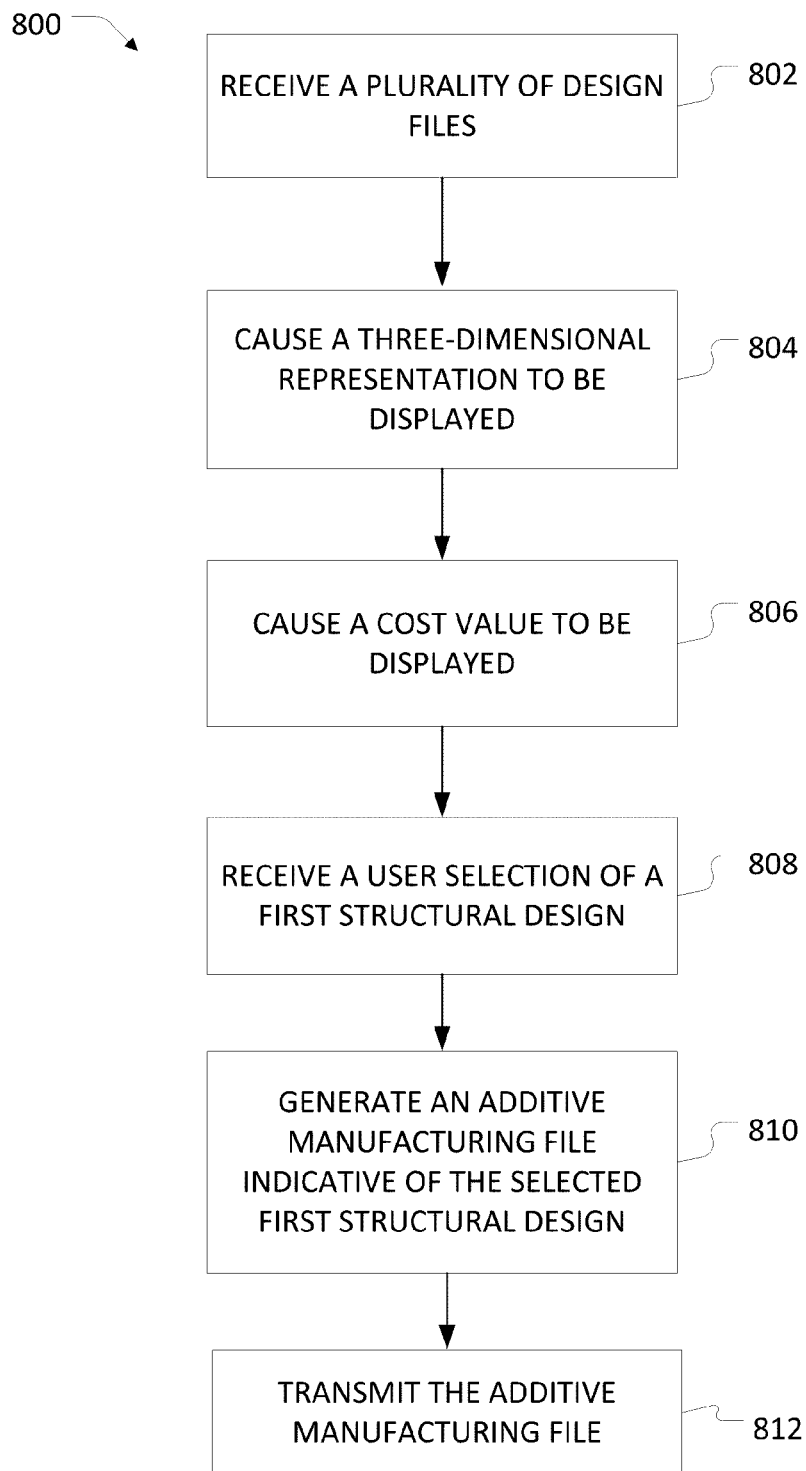 800
RECEIVE A PLURALITY OF DESIGN
FILES
802
CAUSE A THREE-DIMENSIONAL
REPRESENTATION TO BE
DISPLAYED
804
CAUSE A COST VALUE TO BE
DISPLAYED
806
RECEIVE A USER SELECTION OF A
FIRST STRUCTURAL DESIGN
808
GENERATE AN ADDITIVE
MANUFACTURING FILE
INDICATIVE OF THE SELECTED
FIRST STRUCTURAL DESIGN
810
TRANSMIT THE ADDITIVE
MANUFACTURING FILE
812